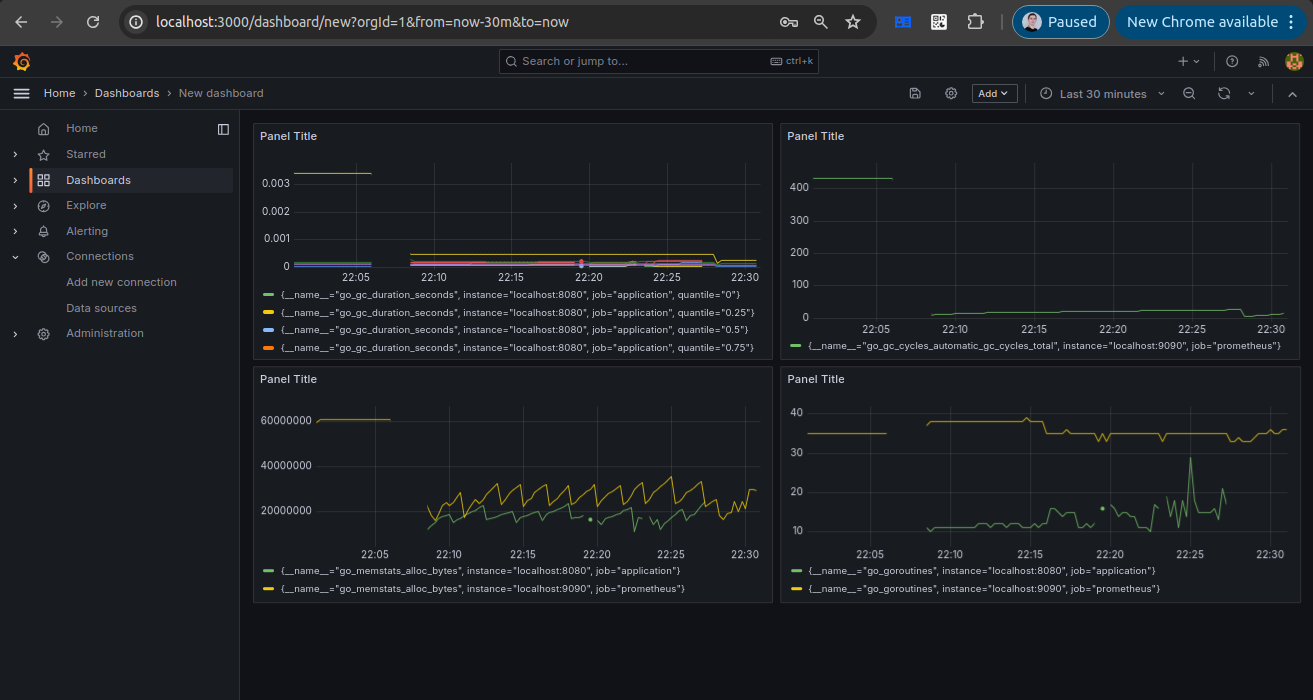 localhost:3000/dashboard/new?orgId=1&from=now-30m&to=now
Paused
New Chrome available
Search or jump to...
ctrl+k
Home › Dashboards › New dashboard
Add
Last 30 minutes
Home
Starred
Dashboards
Explore
Alerting
Connections
Add new connection
Data sources
Administration
Panel Title
0.003
0.002
0.001
0
22:05 22:10 22:15 22:20 22:25 22:30
{__name__="go_gc_duration_seconds", instance="localhost:8080", job="application", quantile="0"}
{__name__="go_gc_duration_seconds", instance="localhost:8080", job="application", quantile="0.25"}
{__name__="go_gc_duration_seconds", instance="localhost:8080", job="application", quantile="0.5"}
{__name__="go_gc_duration_seconds", instance="localhost:8080", job="application", quantile="0.75"}
Panel Title
400
300
200
100
0
22:05 22:10 22:15 22:20 22:25 22:30
{__name__="go_gc_cycles_automatic_gc_cycles_total", instance="localhost:9090", job="prometheus"}
Panel Title
60000000
40000000
20000000
22:05 22:10 22:15 22:20 22:25 22:30
{__name__="go_memstats_alloc_bytes", instance="localhost:8080", job="application"}
{__name__="go_memstats_alloc_bytes", instance="localhost:9090", job="prometheus"}
Panel Title
40
30
20
10
22:05 22:10 22:15 22:20 22:25 22:30
{__name__="go_goroutines", instance="localhost:8080", job="application"}
{__name__="go_goroutines", instance="localhost:9090", job="prometheus"}